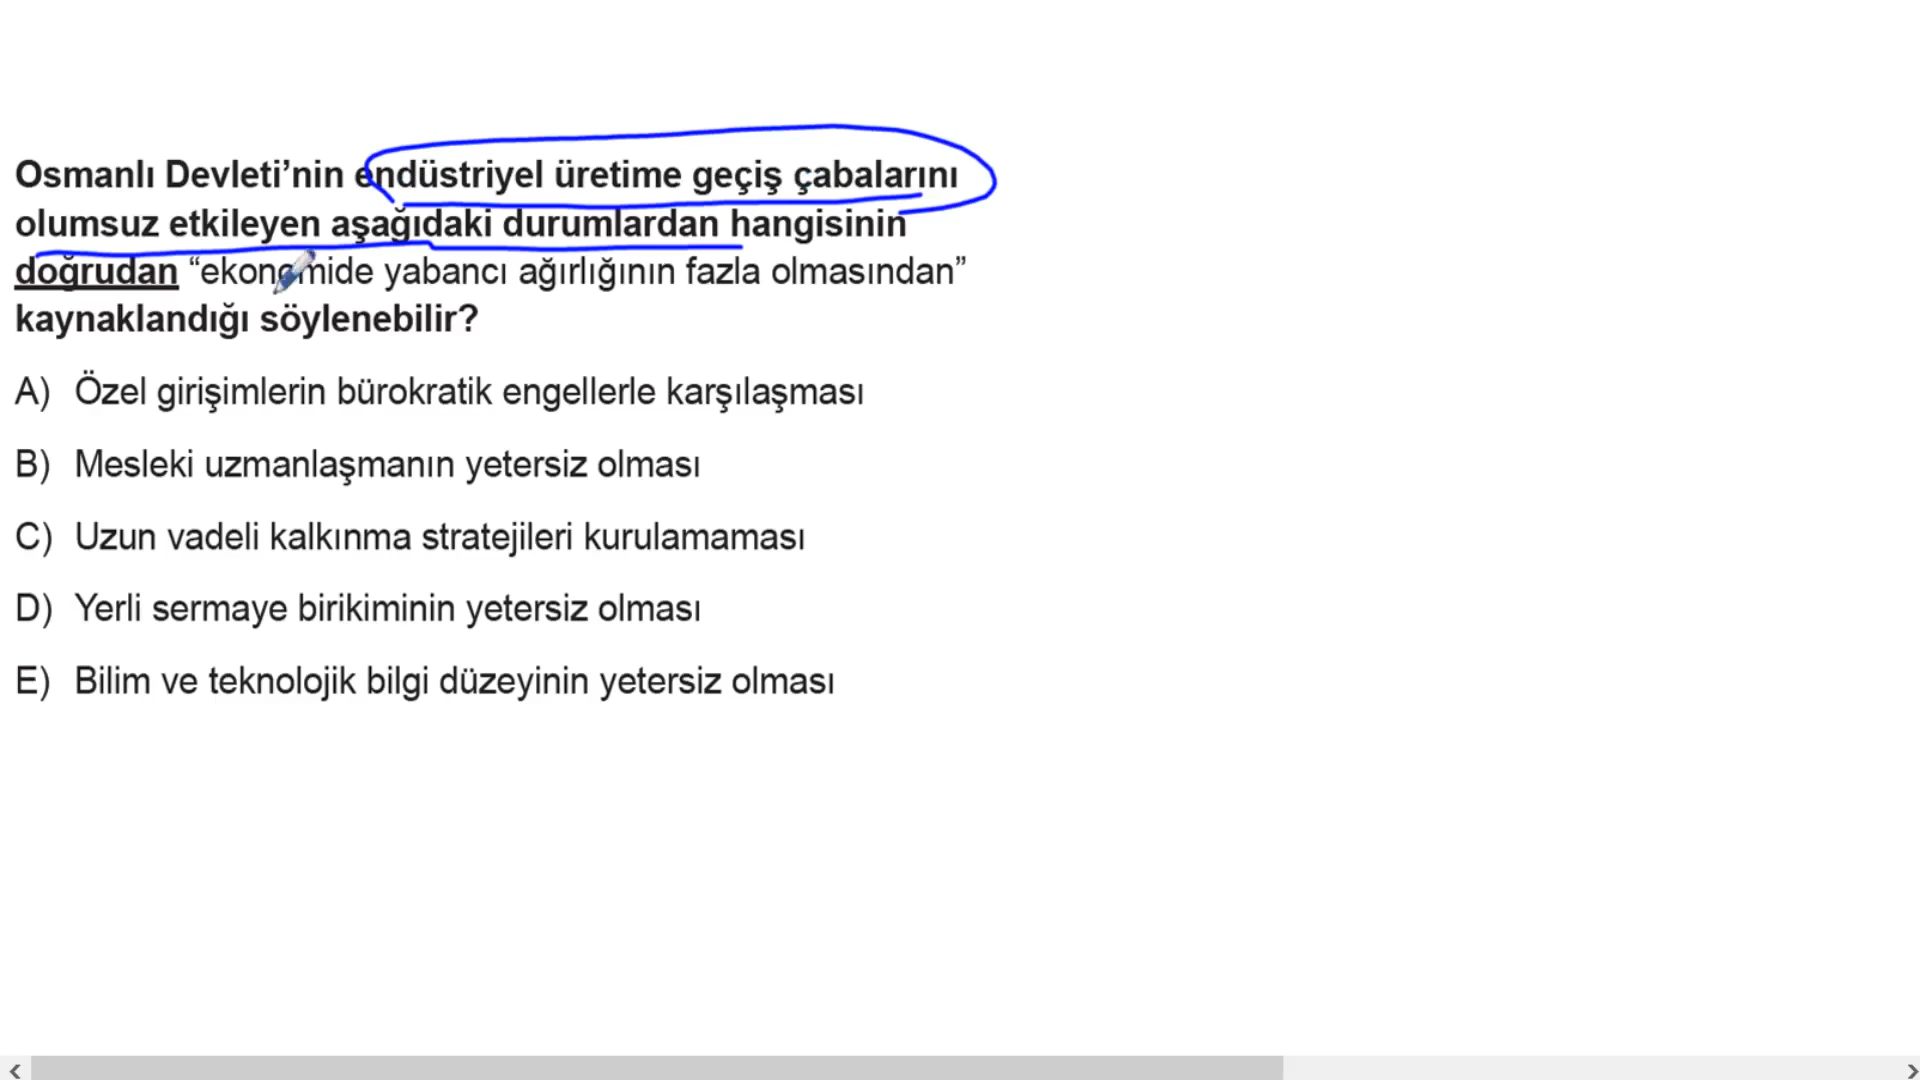 Osmanlı Devleti’nin endüstriyel üretime geçiş çabalarını
olumsuz etkileyen aşağıdaki durumlardan hangisinin
doğrudan “ekonomide yabancı ağırlığının fazla olmasından”
kaynaklandığı söylenebilir?
A) Özel girişimlerin bürokratik engellerle karşılaşması
B) Mesleki uzmanlaşmanın yetersiz olması
C) Uzun vadeli kalkınma stratejileri kurulamaması
D) Yerli sermaye birikiminin yetersiz olması
E) Bilim ve teknolojik bilgi düzeyinin yetersiz olması